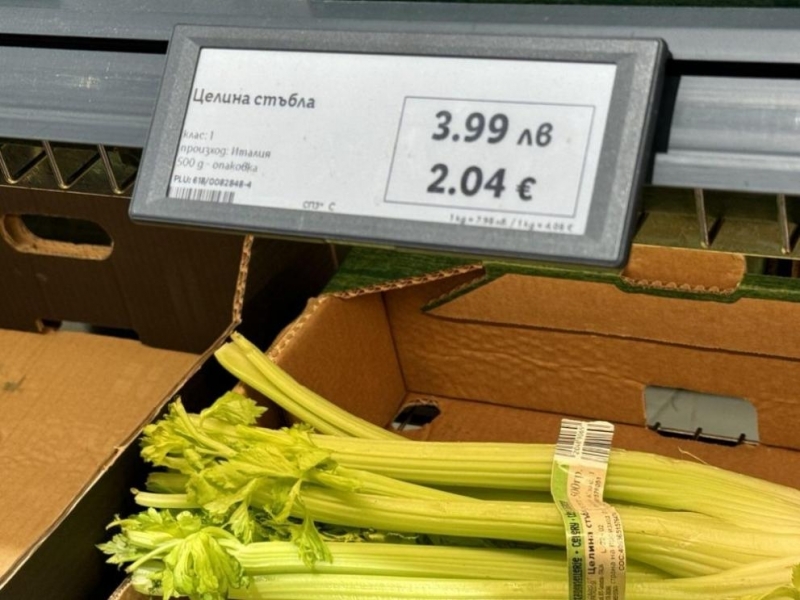 Целина стъбла
клас: 1
произход: Италия
500 g - опаковка
PLU: 618/0082848-4
3.99 лв
2.04 €
1 kg = 7.98 лв / 1 kg = 4.08 €
Целина